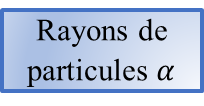 Rayons de
particules α